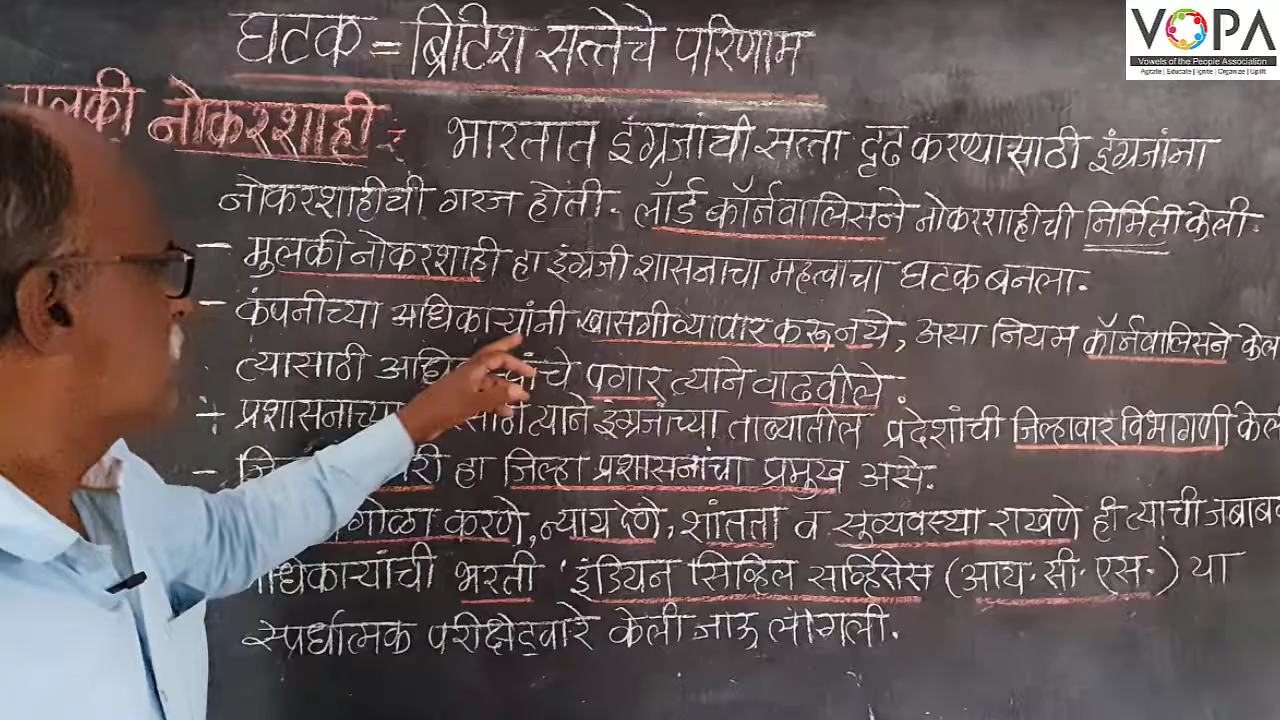 VOPA
Vowels of the People Association
Agitate | Educate | Ignite | Organize | Uplift
घटक = ब्रिटिश सत्तेचे परिणाम
नोकरशाही : भारतात इंग्रजांची सत्ता दृढ करण्यासाठी इंग्रजांना
नोकरशाहीची गरज होती. लॉर्ड कॉर्नवालिसने नोकरशाहीची निर्मिती केली.
- मुलकी नोकरशाही हा इंग्रजी शासनाचा महत्वाचा घटक बनला.
- कंपनीच्या अधिकाऱ्यांनी खासगी व्यापार करू नये, असा नियम कॉर्नवालिसने
त्यासाठी पगार त्याने वाढवीले.
÷ प्रशासनाच्या त्याने इंग्रजांच्या ताब्यातील प्रदेशांची जिल्हावार विभागणी
- हा जिल्हा प्रशासनांचा प्रमुख असे.
गोळा करणे, न्याय देणे, शांतता व सूव्यवस्था राखणे ही त्याची
भरती 'इंडियन सिव्हिल सर्व्हिसेस (आय. सी. एस.) या
स्पर्धात्मक परीक्षेद्वारे केली जाऊ लागली.